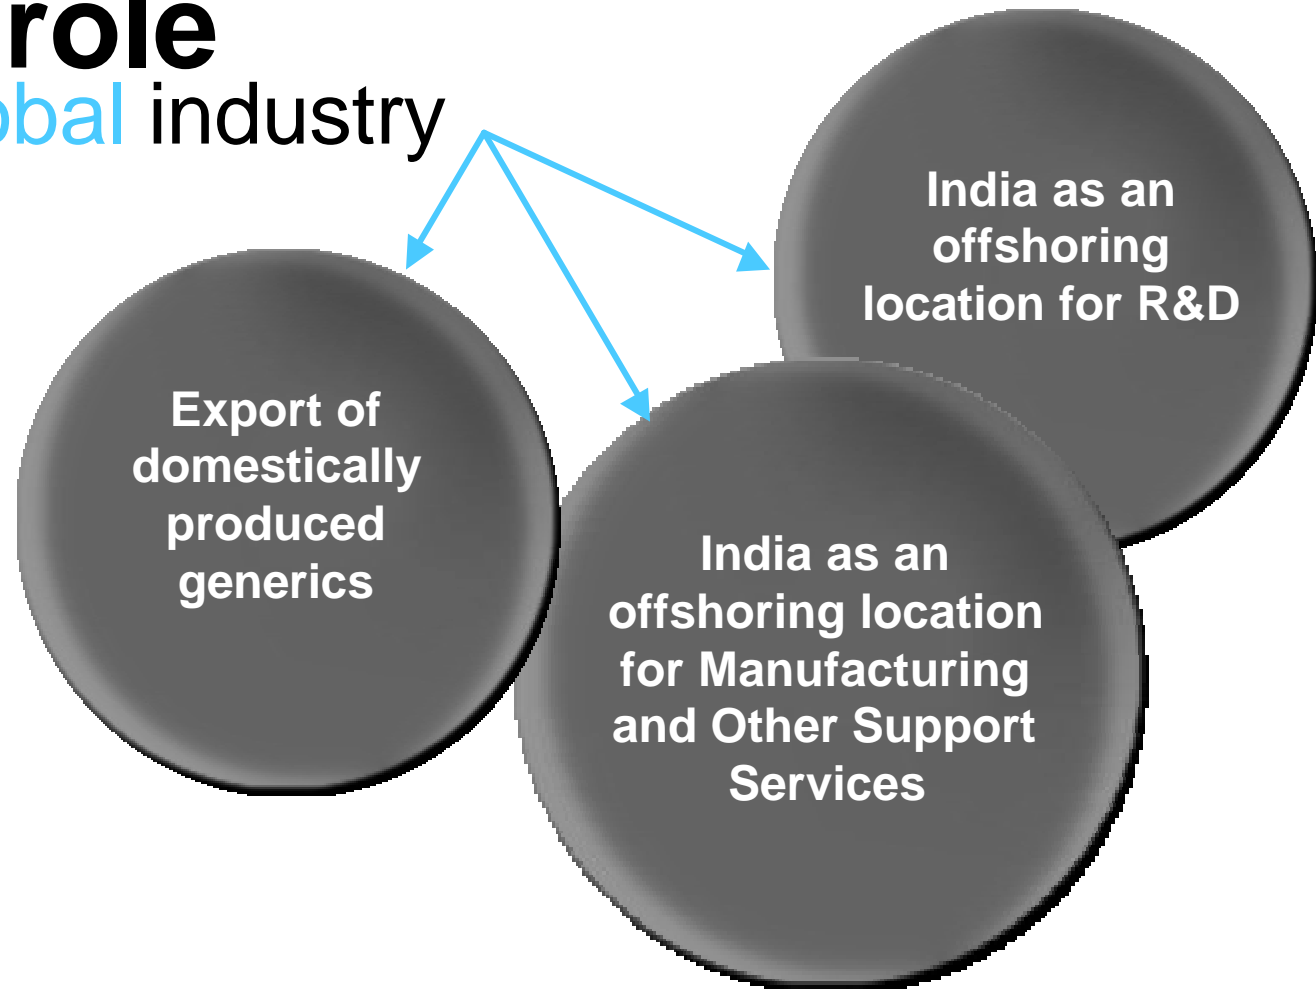 role
obal industry
India as an
offshoring
location for R&D
Export of
domestically
produced
generics
India as an
offshoring location
for Manufacturing
and Other Support
Services